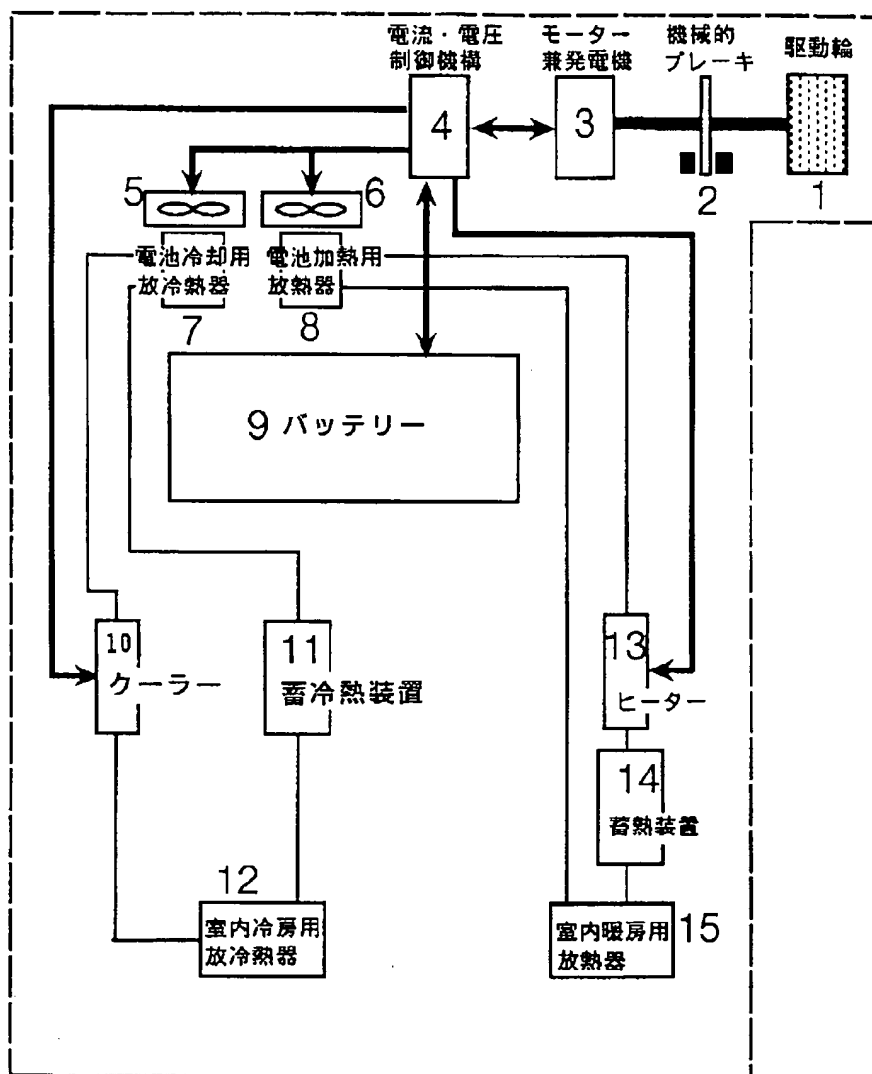 電流・電圧
制御機構
モーター
兼発電機
機械的
ブレーキ
駆動輪
4
3
2
1
5
6
電池冷却用
放冷熱器
電池加熱用
放熱器
7
8
9 バッテリー
10
クーラー
11
蓄冷熱装置
13
ヒーター
14
蓄熱装置
12
室内冷房用
放冷熱器
室内暖房用
放熱器
15